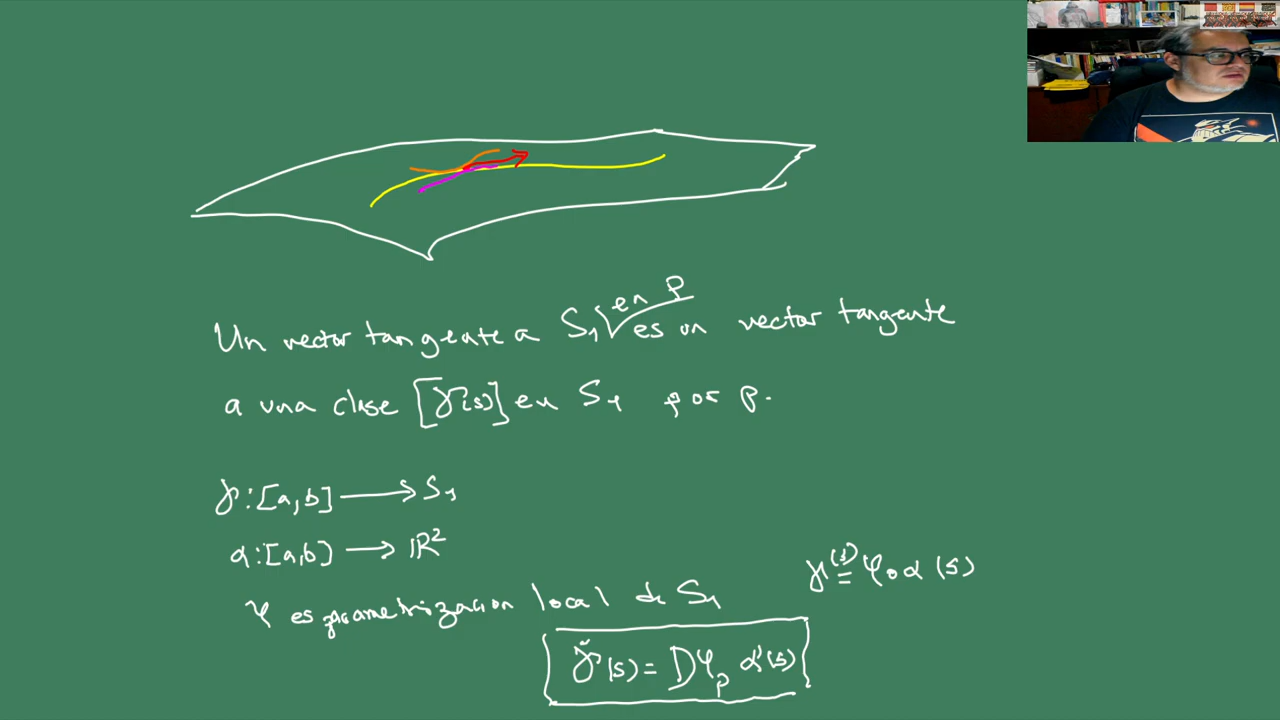 Un vector tangente a S₁ en p es un vector tangente
a una clase [γ(s)] en S₁ por p.
γ:[a,b] → S₁
α:[a,b] → ℝ²
φ es parametrización local de S₁
γ(s) = φ∘α(s)
γ'(s) = Dφₚ α'(s)